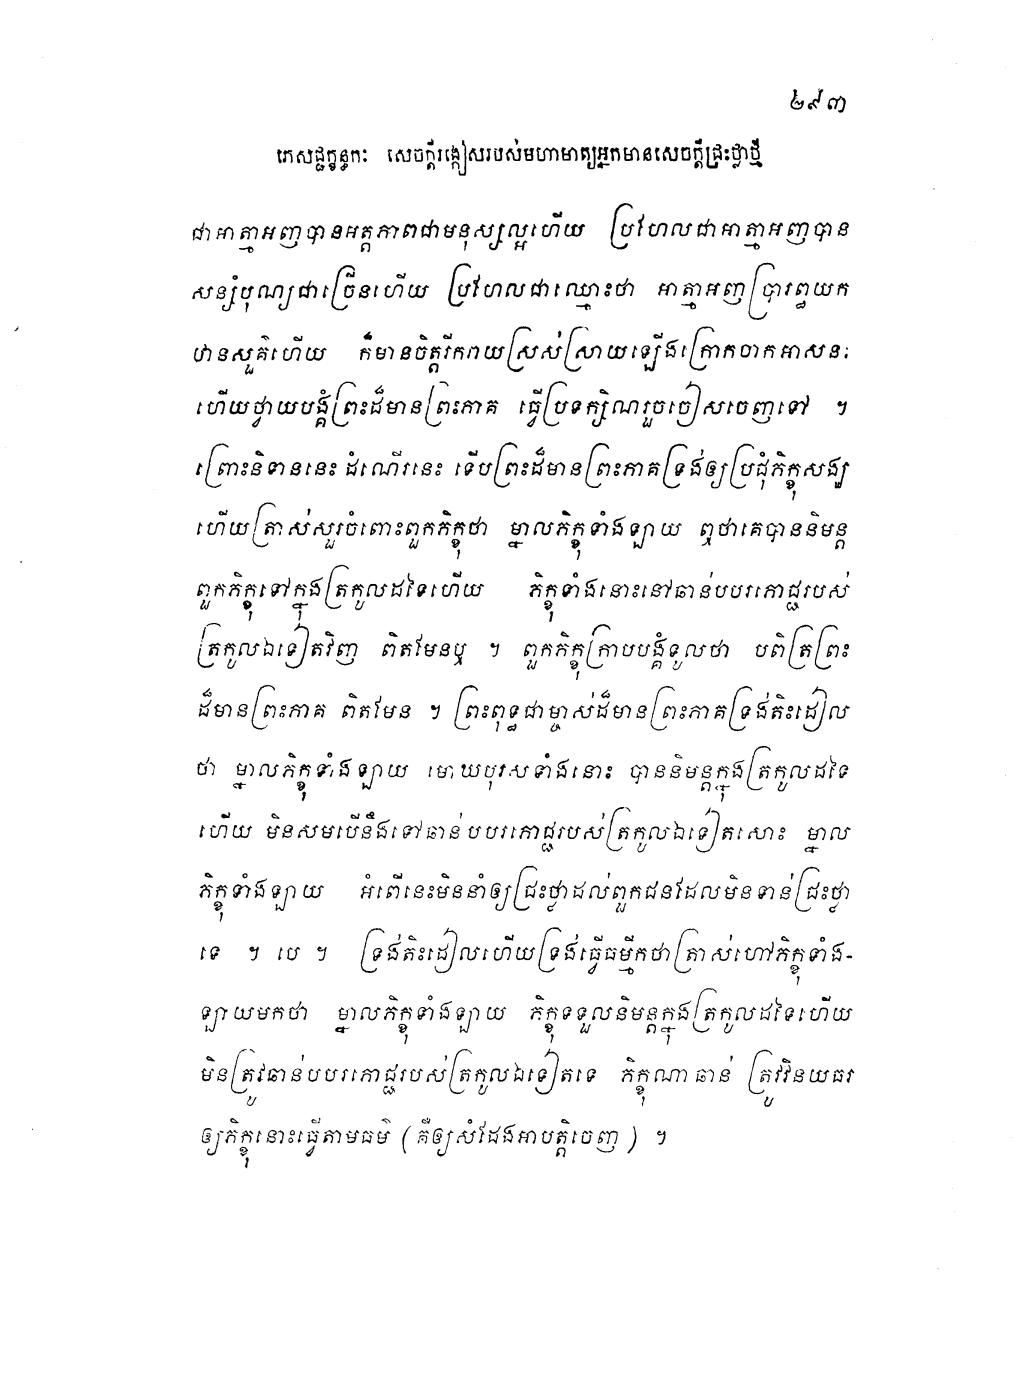 ២៩៣
ភេសជ្ជក្ខន្ធកៈ សេចក្តីរង្កៀសរបស់មហាមាត្យអ្នកមានសេចក្តីជ្រះថ្លាថ្មី
ជាអាត្មាអញបានអត្តភាពជាមនុស្សល្អហើយ ប្រហែលជាអាត្មាអញបាន
សន្សំបុណ្យជាច្រើនហើយ ប្រហែលជាឈ្មោះថា អាត្មាអញប្រារព្ធយក
ឋានសួគ៌ហើយ ក៏មានចិត្តរីករាយស្រស់ស្រាយឡើងក្រោកចាកអាសនៈ
ហើយថ្វាយបង្គំព្រះដ៏មានព្រះភាគ ធ្វើប្រទក្សិណរួចចៀសចេញទៅ ។
ព្រោះនិទាននេះ ដំណើរនេះ ទើបព្រះដ៏មានព្រះភាគទ្រង់ឲ្យប្រជុំភិក្ខុសង្ឃ
ហើយត្រាស់សួរចំពោះពួកភិក្ខុថា ម្នាលភិក្ខុទាំងឡាយ ឮថាគេបាននិមន្ត
ពួកភិក្ខុទៅក្នុងត្រកូលដទៃហើយ ភិក្ខុទាំងនោះនៅឆាន់បបរភោជ្ជរបស់
ត្រកូលឯទៀតវិញ ពិតមែនឬ ។ ពួកភិក្ខុក្រាបបង្គំទូលថា បពិត្រព្រះ
ដ៏មានព្រះភាគ ពិតមែន ។ ព្រះពុទ្ធជាម្ចាស់ដ៏មានព្រះភាគទ្រង់តិះដៀល
ថា ម្នាលភិក្ខុទាំងឡាយ មោឃបុរសទាំងនោះ បាននិមន្តក្នុងត្រកូលដទៃ
ហើយ មិនសមបើនឹងទៅឆាន់បបរភោជ្ជរបស់ត្រកូលឯទៀតសោះ ម្នាល
ភិក្ខុទាំងឡាយ អំពើនេះមិននាំឲ្យជ្រះថ្លាដល់ពួកជនដែលមិនទាន់ជ្រះថ្លា
ទេ ។ បេ ។ ទ្រង់តិះដៀលហើយទ្រង់ធ្វើធម្មីកថាត្រាស់ហៅភិក្ខុទាំង-
ឡាយមកថា ម្នាលភិក្ខុទាំងឡាយ ភិក្ខុទទួលនិមន្តក្នុងត្រកូលដទៃហើយ
មិនត្រូវឆាន់បបរភោជ្ជរបស់ត្រកូលឯទៀតទេ ភិក្ខុណាឆាន់ ត្រូវវិនយធរ
ឲ្យភិក្ខុនោះធ្វើតាមធម៌ (គឺឲ្យសំដែងអាបត្តិចេញ) ។